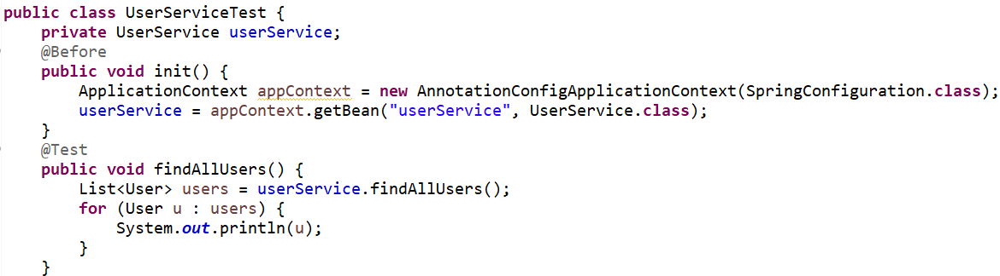 public class UserServiceTest {
    private UserService userService;
    @Before
    public void init() {
        ApplicationContext appContext = new AnnotationConfigApplicationContext(SpringConfiguration.class);
        userService = appContext.getBean("userService", UserService.class);
    }
    @Test
    public void findAllUsers() {
        List<User> users = userService.findAllUsers();
        for (User u : users) {
            System.out.println(u);
        }
    }